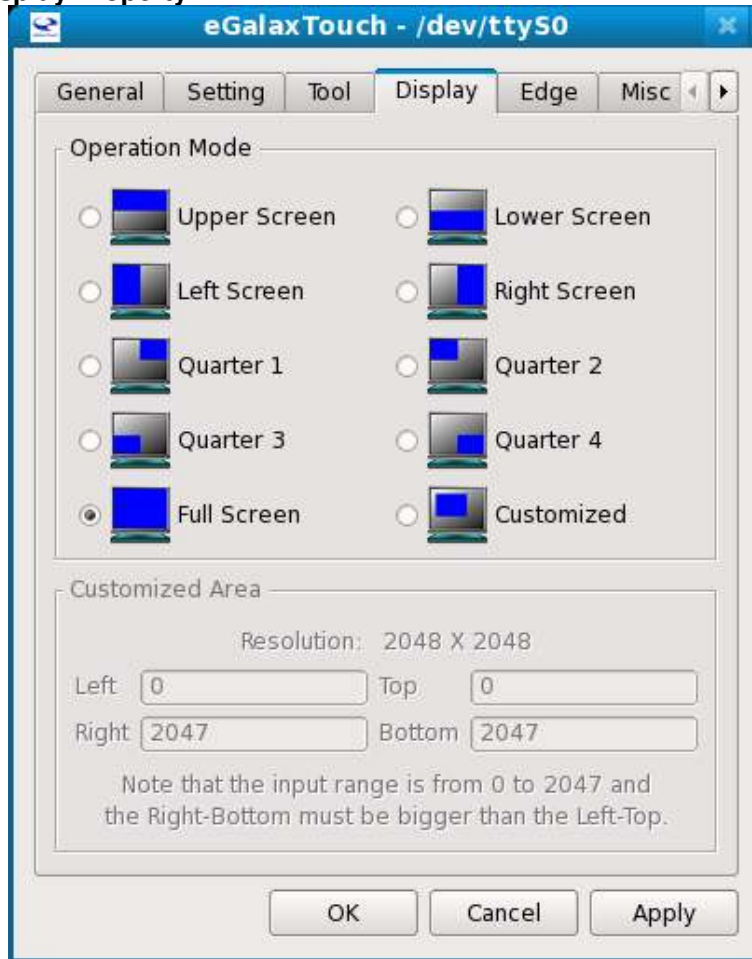 eGalaxTouch - /dev/ttyS0
General Setting Tool Display Edge Misc
Operation Mode
Upper Screen Lower Screen
Left Screen Right Screen
Quarter 1 Quarter 2
Quarter 3 Quarter 4
Full Screen Customized
Customized Area
Resolution: 2048 X 2048
Left 0 Top 0
Right 2047 Bottom 2047
Note that the input range is from 0 to 2047 and
the Right-Bottom must be bigger than the Left-Top.
OK Cancel Apply